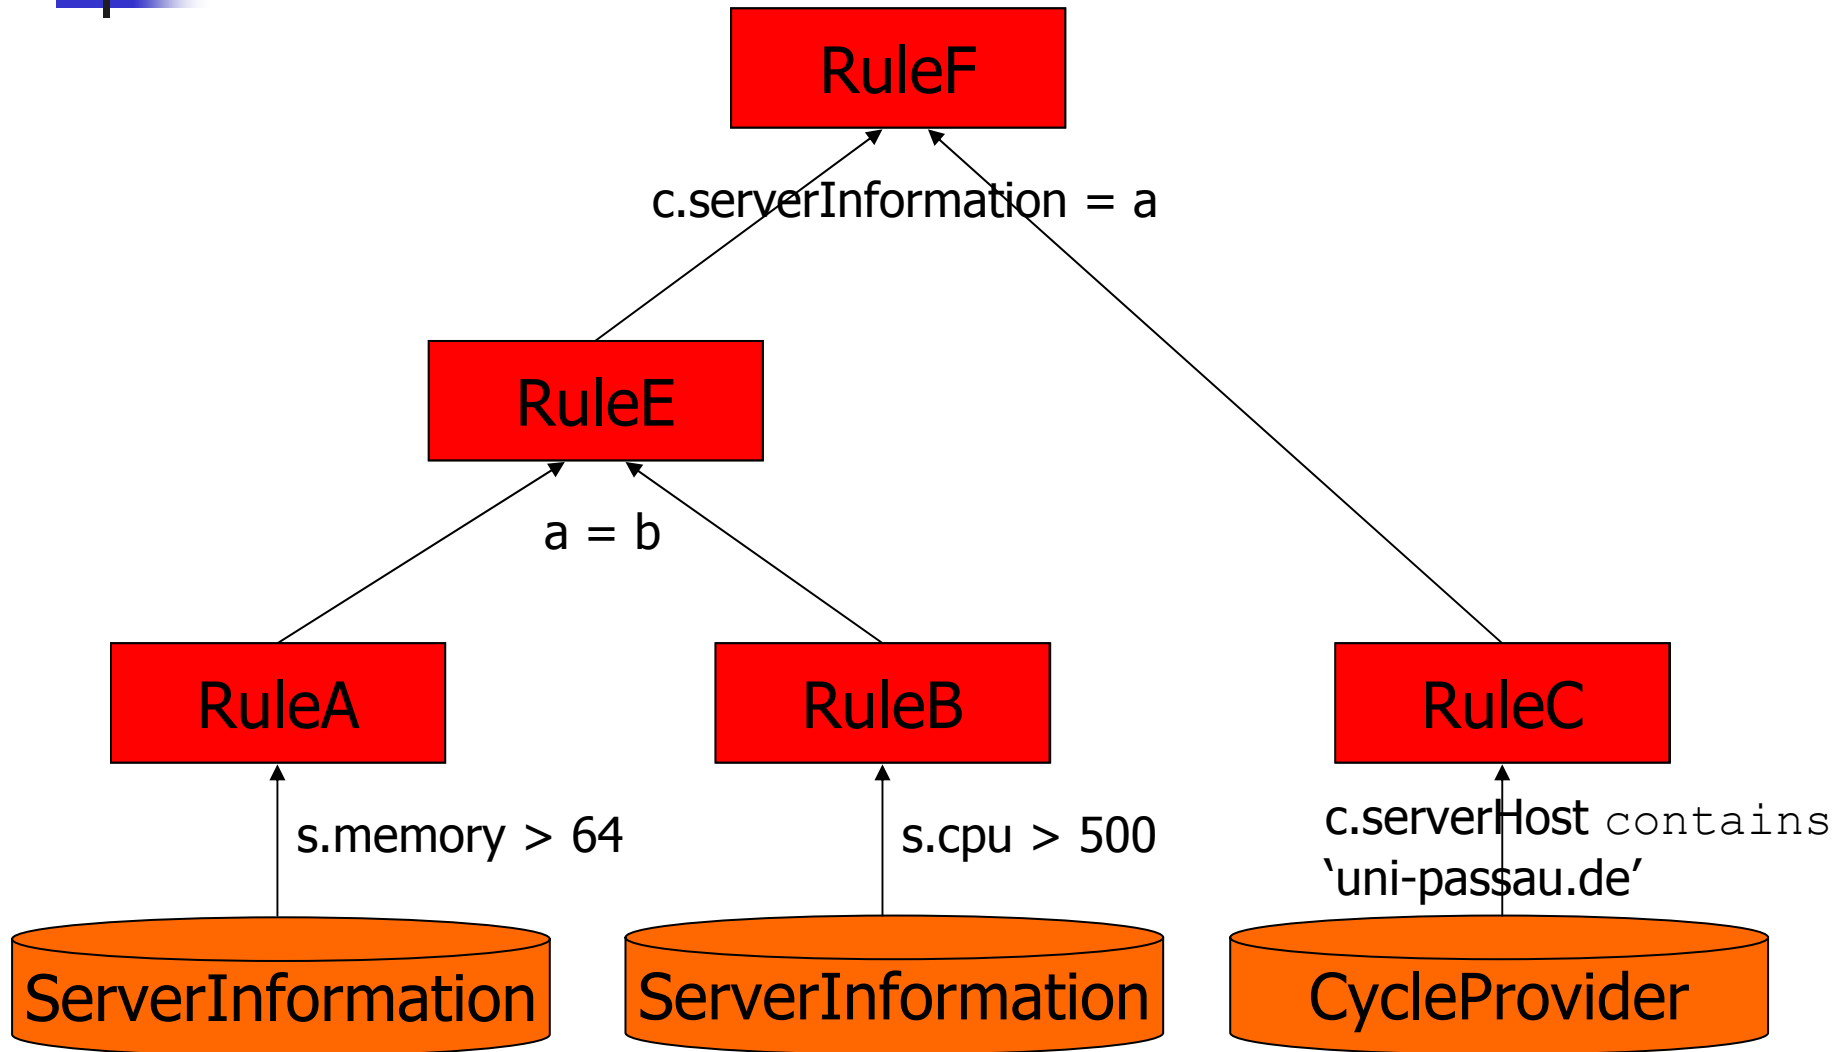 RuleF
c.serverInformation = a
RuleE
a = b
RuleA
RuleB
RuleC
s.memory > 64
s.cpu > 500
c.serverHost contains
‘uni-passau.de’
ServerInformation
ServerInformation
CycleProvider